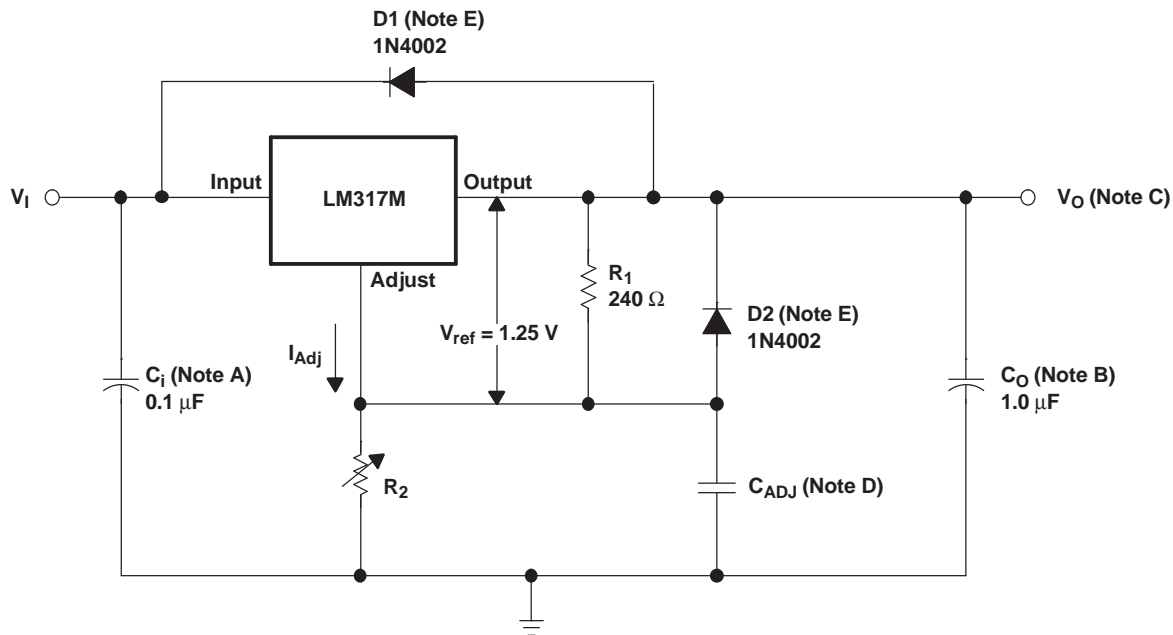 D1 (Note E)
1N4002
Input
LM317M
Output
VI
VO (Note C)
Adjust
R1
240 Ω
D2 (Note E)
1N4002
Vref = 1.25 V
IAdj
Ci (Note A)
0.1 μF
CO (Note B)
1.0 μF
R2
CADJ (Note D)